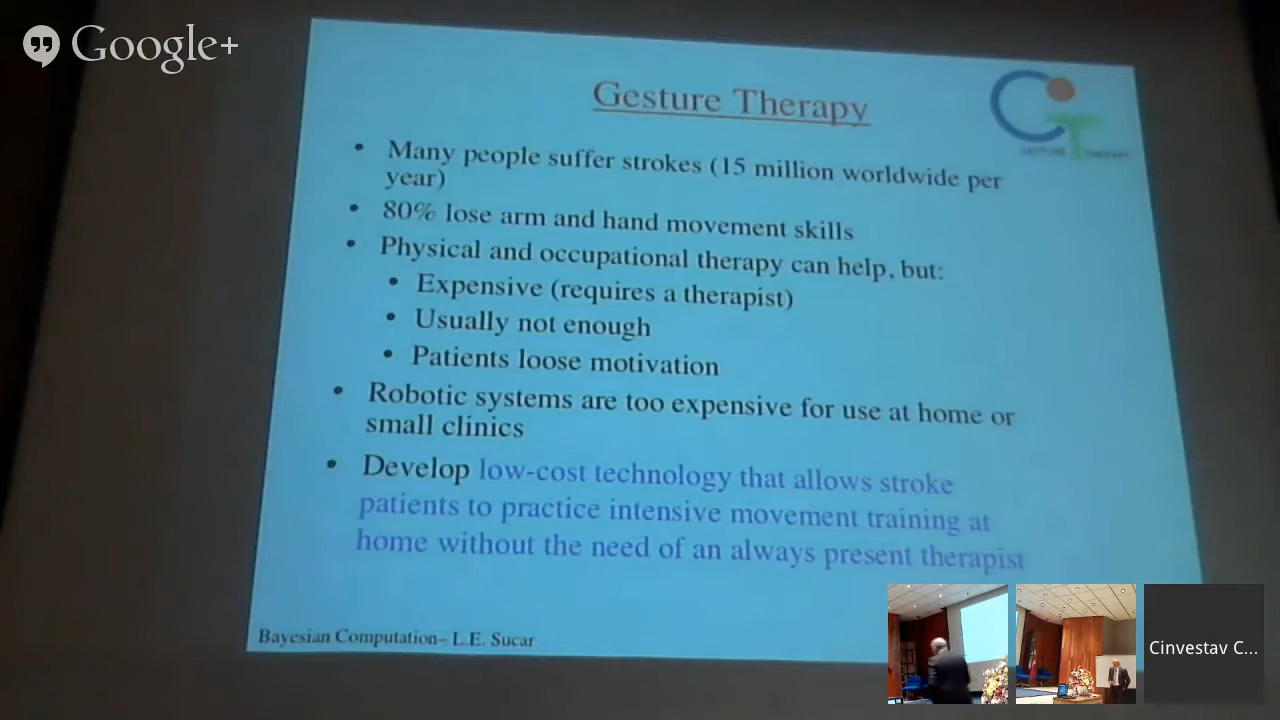 Google+
Gesture Therapy
GESTURE THERAPY
• Many people suffer strokes (15 million worldwide per
year)
• 80% lose arm and hand movement skills
• Physical and occupational therapy can help, but:
• Expensive (requires a therapist)
• Usually not enough
• Patients loose motivation
• Robotic systems are too expensive for use at home or
small clinics
• Develop low-cost technology that allows stroke
patients to practice intensive movement training at
home without the need of an always present therapist
Bayesian Computation– L.E. Sucar
Cinvestav C...